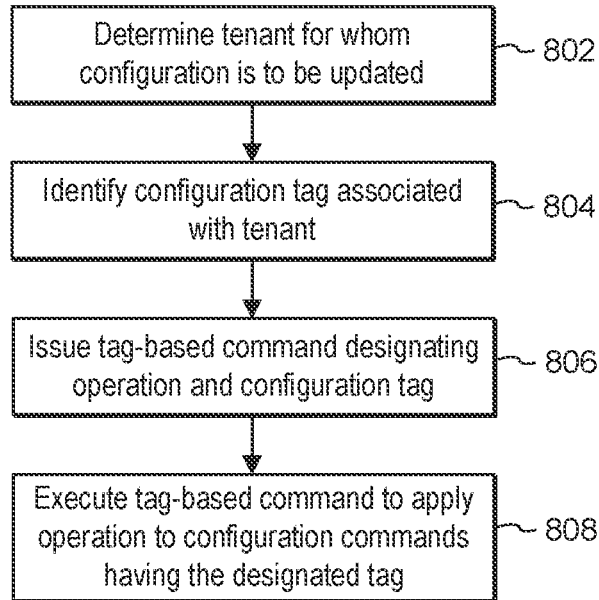 Determine tenant for whom
configuration is to be updated
802
Identify configuration tag associated
with tenant
804
Issue tag-based command designating
operation and configuration tag
806
Execute tag-based command to apply
operation to configuration commands
having the designated tag
808